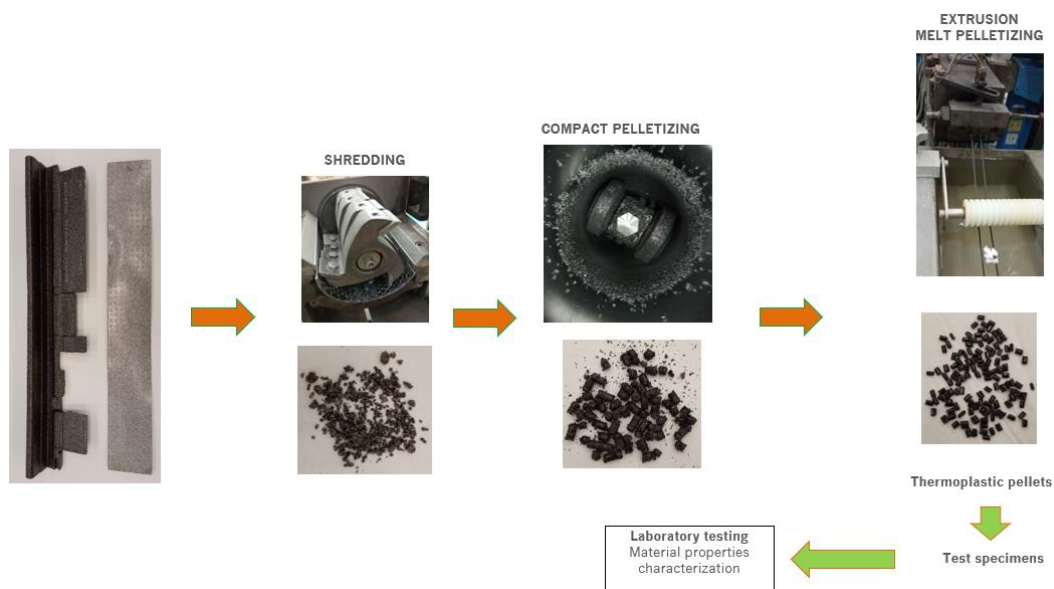 SHREDDING
COMPACT PELLETIZING
EXTRUSION
MELT PELLETIZING
Thermoplastic pellets
Test specimens
Laboratory testing
Material properties
characterization